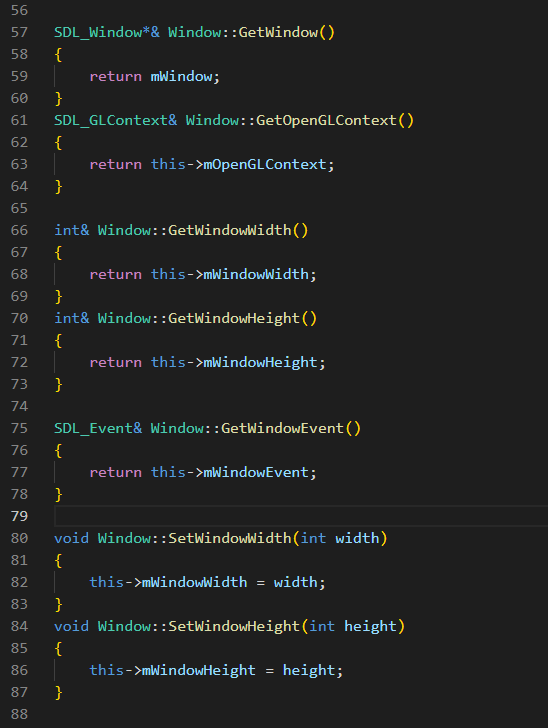 56
57 SDL_Window*& Window::GetWindow()
58 {
59     return mWindow;
60 }
61 SDL_GLContext& Window::GetOpenGLContext()
62 {
63     return this->mOpenGLContext;
64 }
65
66 int& Window::GetWindowWidth()
67 {
68     return this->mWindowWidth;
69 }
70 int& Window::GetWindowHeight()
71 {
72     return this->mWindowHeight;
73 }
74
75 SDL_Event& Window::GetWindowEvent()
76 {
77     return this->mWindowEvent;
78 }
79
80 void Window::SetWindowWidth(int width)
81 {
82     this->mWindowWidth = width;
83 }
84 void Window::SetWindowHeight(int height)
85 {
86     this->mWindowHeight = height;
87 }
88